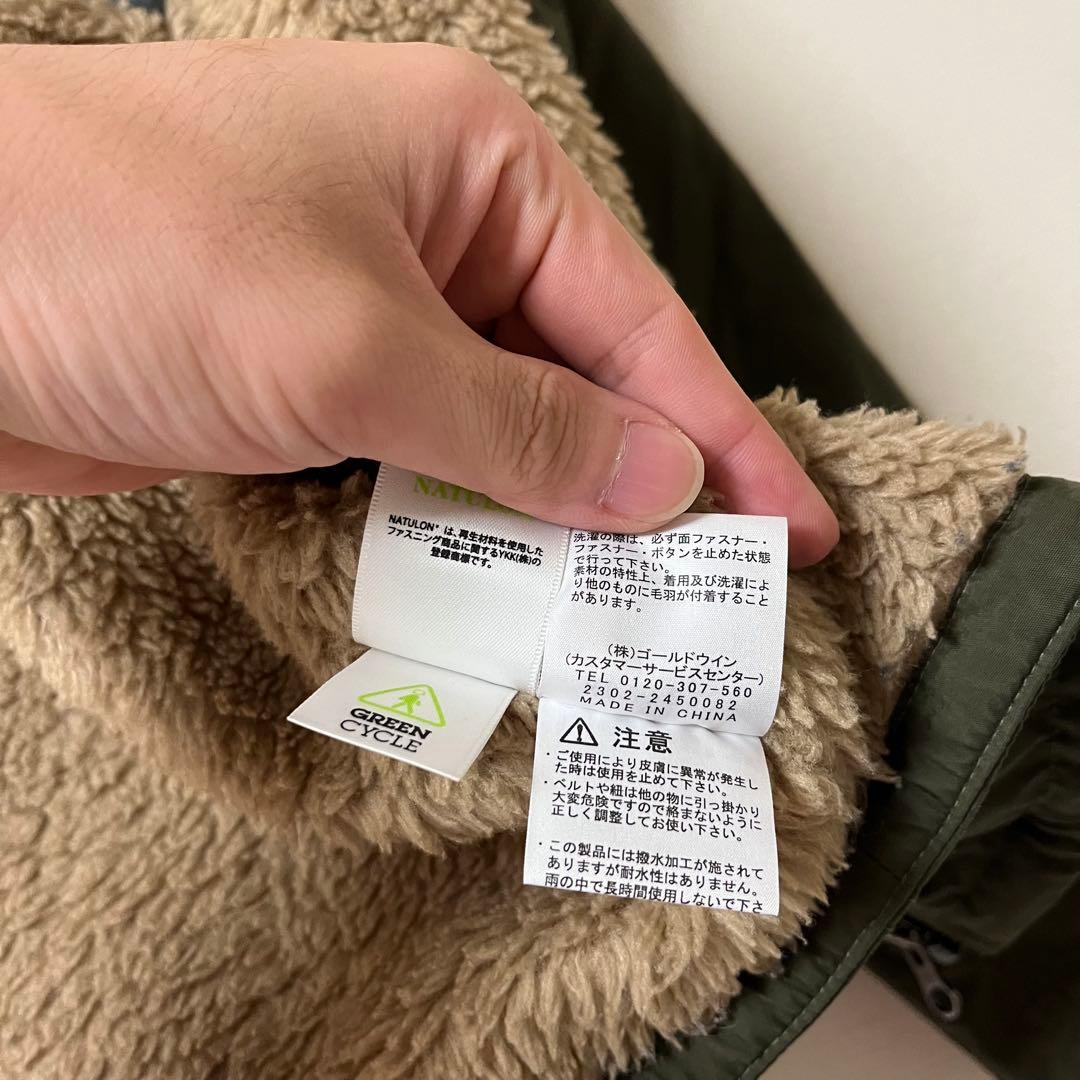 NATULON
NATULON®は、再生材料を使用した
ファスニング商品に関するYKK(株)の
登録商標です。
洗濯の際は、必ず面ファスナー・
ファスナー・ボタンを止めた状態
で行って下さい。
素材の特性上、着用及び洗濯によ
り他のものに毛羽が付着すること
があります。
(株)ゴールドウイン
(カスタマーサービスセンター)
TEL 0120-307-560
2302-2450082
MADE IN CHINA
GREEN
CYCLE
注意
・ご使用により皮膚に異常が発生し
た時は使用を止めて下さい。
・ベルトや紐は他の物に引っ掛かり
大変危険ですので絡まないように
正しく調整してお使い下さい。
・この製品には撥水加工が施されて
ありますが耐水性はありません。
雨の中で長時間使用しないで下さ